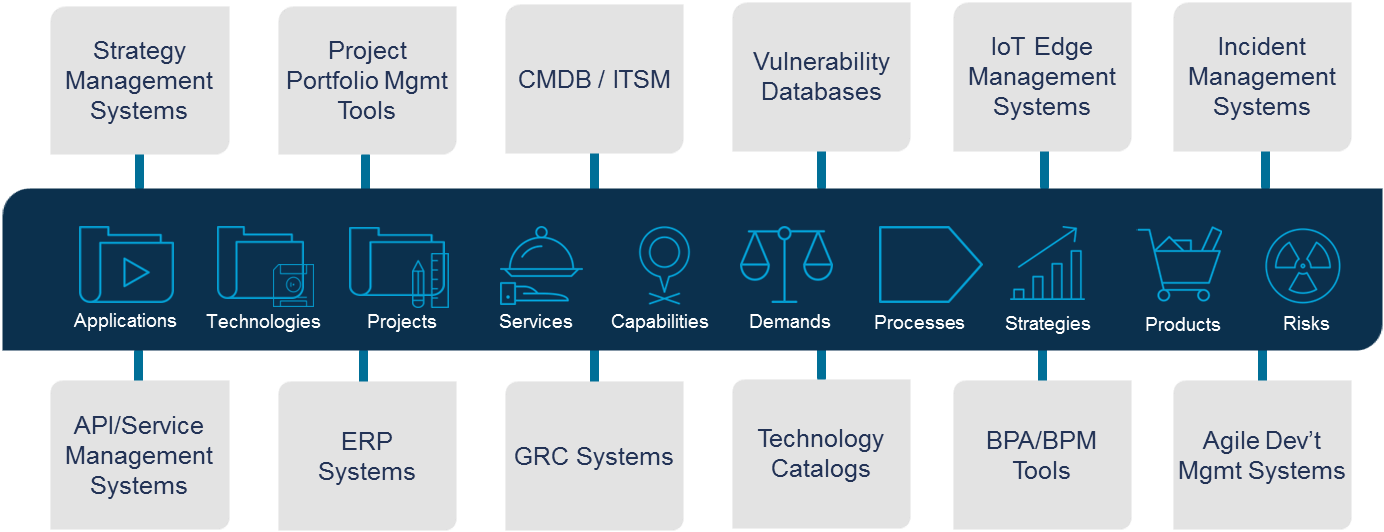 Strategy
Management
Systems
Project
Portfolio Mgmt
Tools
CMDB / ITSM
Vulnerability
Databases
IoT Edge
Management
Systems
Incident
Management
Systems
Applications
Technologies
Projects
Services
Capabilities
Demands
Processes
Strategies
Products
Risks
API/Service
Management
Systems
ERP
Systems
GRC Systems
Technology
Catalogs
BPA/BPM
Tools
Agile Dev’t
Mgmt Systems